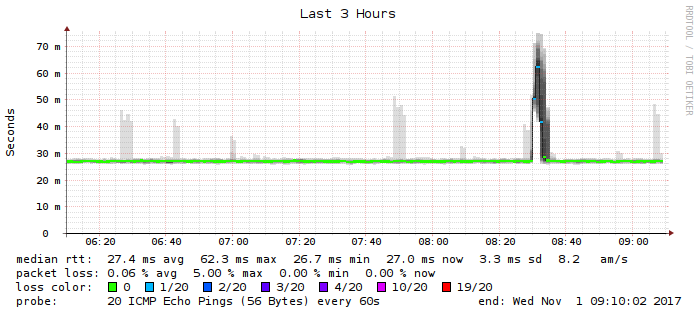 Last 3 Hours
RRDTOOL / TOBI OETIKER
Seconds
70 m
60 m
50 m
40 m
30 m
20 m
10 m
0
06:20 06:40 07:00 07:20 07:40 08:00 08:20 08:40 09:00
median rtt: 27.4 ms avg 62.3 ms max 26.7 ms min 27.0 ms now 3.3 ms sd 8.2 am/s
packet loss: 0.06 % avg 5.00 % max 0.00 % min 0.00 % now
loss color: 0 1/20 2/20 3/20 4/20 10/20 19/20
probe: 20 ICMP Echo Pings (56 Bytes) every 60s end: Wed Nov 1 09:10:02 2017